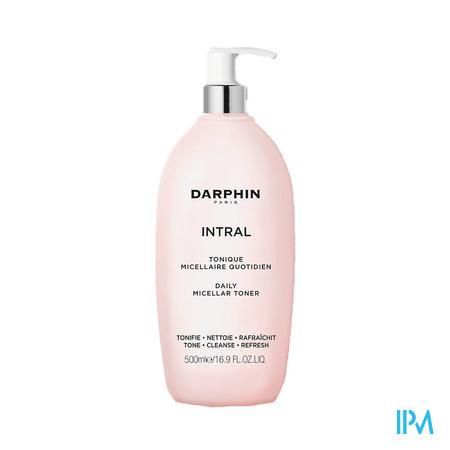 DARPHIN
PARIS
INTRAL
TONIQUE
MICELLAIRE QUOTIDIEN
DAILY
MICELLAR TONER
TONIFIE • NETTOIE • RAFRAÎCHIT
TONE • CLEANSE • REFRESH
500ml℮/16.9 FL.OZ.LIQ.
IPM